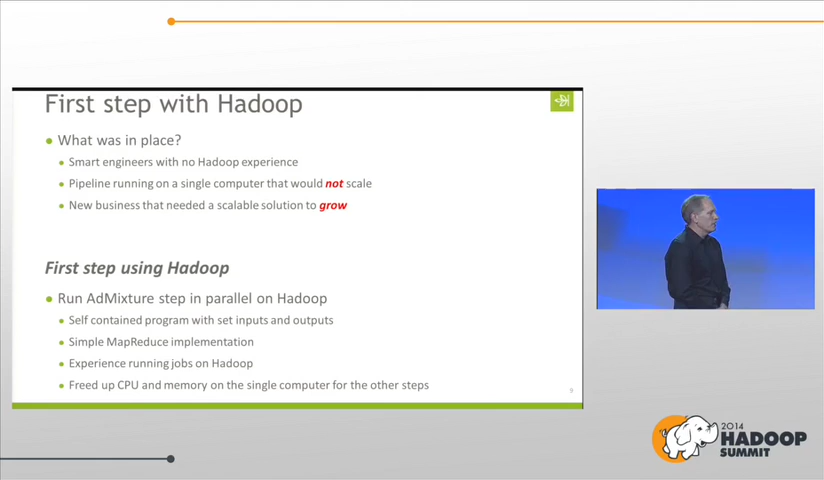 First step with Hadoop
What was in place?
Smart engineers with no Hadoop experience
Pipeline running on a single computer that would not scale
New business that needed a scalable solution to grow
First step using Hadoop
Run AdMixture step in parallel on Hadoop
Self contained program with set inputs and outputs
Simple MapReduce implementation
Experience running jobs on Hadoop
Freed up CPU and memory on the single computer for the other steps
9
2014
HADOOP
SUMMIT